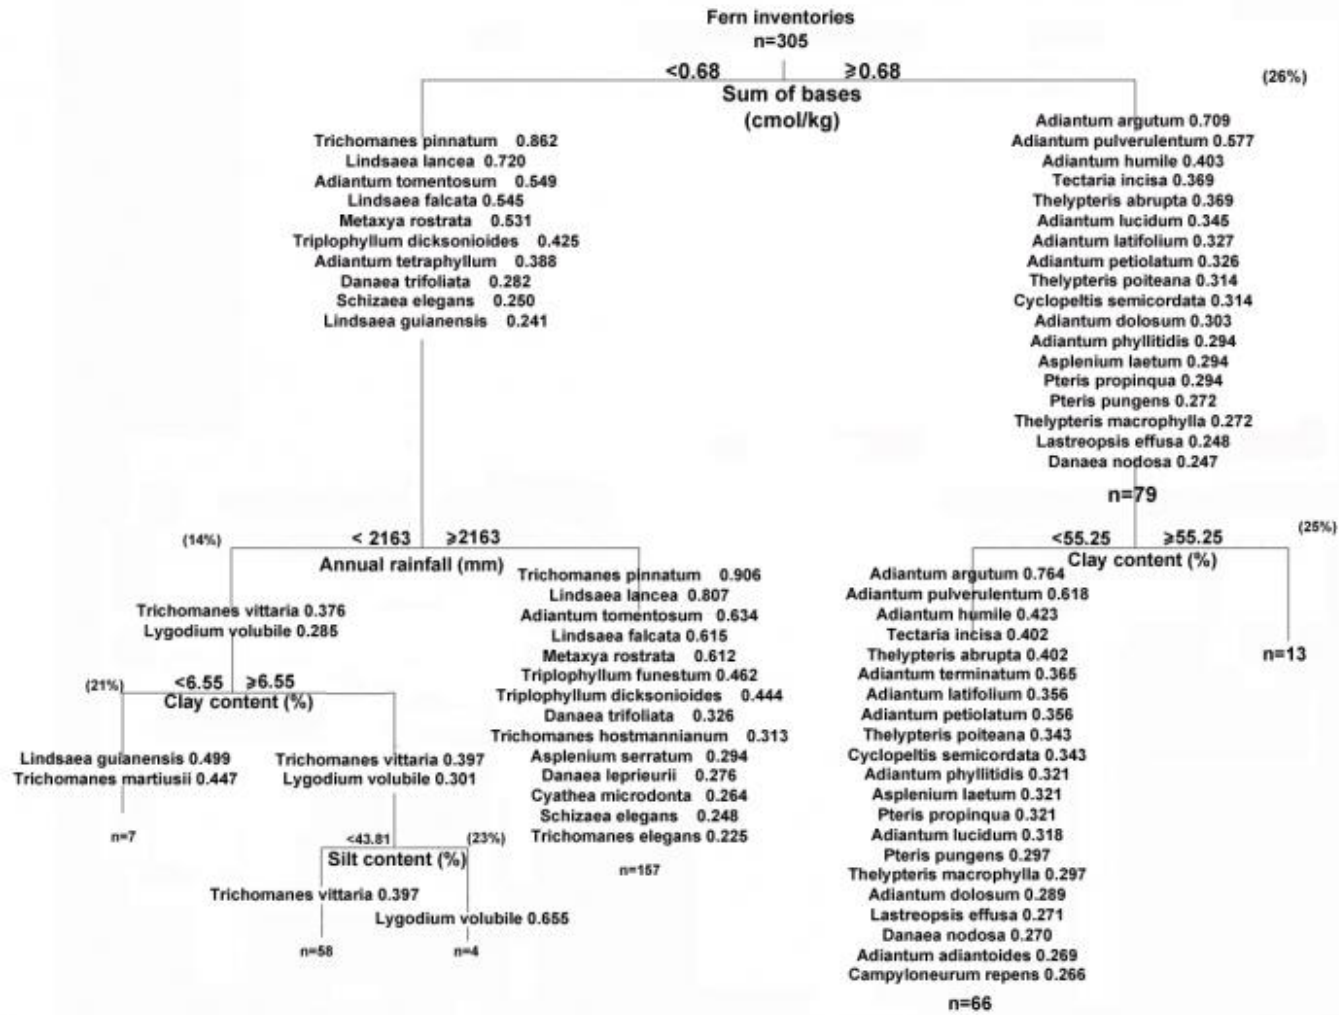 Fern inventories
n=305
<0.68 ≥0.68
(26%)
Sum of bases
(cmol/kg)
Trichomanes pinnatum 0.862
Lindsaea lancea 0.720
Adiantum tomentosum 0.549
Lindsaea falcata 0.545
Metaxya rostrata 0.531
Triplophyllum dicksonioides 0.425
Adiantum tetraphyllum 0.388
Danaea trifoliata 0.282
Schizaea elegans 0.250
Lindsaea guianensis 0.241
Adiantum argutum 0.709
Adiantum pulverulentum 0.577
Adiantum humile 0.403
Tectaria incisa 0.369
Thelypteris abrupta 0.369
Adiantum lucidum 0.345
Adiantum latifolium 0.327
Adiantum petiolatum 0.326
Thelypteris poiteana 0.314
Cyclopeltis semicordata 0.314
Adiantum dolosum 0.303
Adiantum phyllitidis 0.294
Asplenium laetum 0.294
Pteris propinqua 0.294
Pteris pungens 0.272
Thelypteris macrophylla 0.272
Lastreopsis effusa 0.248
Danaea nodosa 0.247
n=79
(14%)
< 2163 ≥2163
Annual rainfall (mm)
<55.25 ≥55.25
(25%)
Clay content (%)
Trichomanes vittaria 0.376
Lygodium volubile 0.285
(21%)
<6.55 ≥6.55
Clay content (%)
Lindsaea guianensis 0.499
Trichomanes martiusii 0.447
n=7
Trichomanes vittaria 0.397
Lygodium volubile 0.301
<43.81
(23%)
Silt content (%)
Trichomanes vittaria 0.397
n=58
Lygodium volubile 0.655
n=4
Trichomanes pinnatum 0.906
Lindsaea lancea 0.807
Adiantum tomentosum 0.634
Lindsaea falcata 0.615
Metaxya rostrata 0.612
Triplophyllum funestum 0.462
Triplophyllum dicksonioides 0.444
Danaea trifoliata 0.326
Trichomanes hostmannianum 0.313
Asplenium serratum 0.294
Danaea leprieurii 0.276
Cyathea microdonta 0.264
Schizaea elegans 0.248
Trichomanes elegans 0.225
n=157
Adiantum argutum 0.764
Adiantum pulverulentum 0.618
Adiantum humile 0.423
Tectaria incisa 0.402
Thelypteris abrupta 0.402
Adiantum terminatum 0.365
Adiantum latifolium 0.356
Adiantum petiolatum 0.356
Thelypteris poiteana 0.343
Cyclopeltis semicordata 0.343
Adiantum phyllitidis 0.321
Asplenium laetum 0.321
Pteris propinqua 0.321
Adiantum lucidum 0.318
Pteris pungens 0.297
Thelypteris macrophylla 0.297
Adiantum dolosum 0.289
Lastreopsis effusa 0.271
Danaea nodosa 0.270
Adiantum adiantoides 0.269
Campyloneurum repens 0.266
n=66
n=13